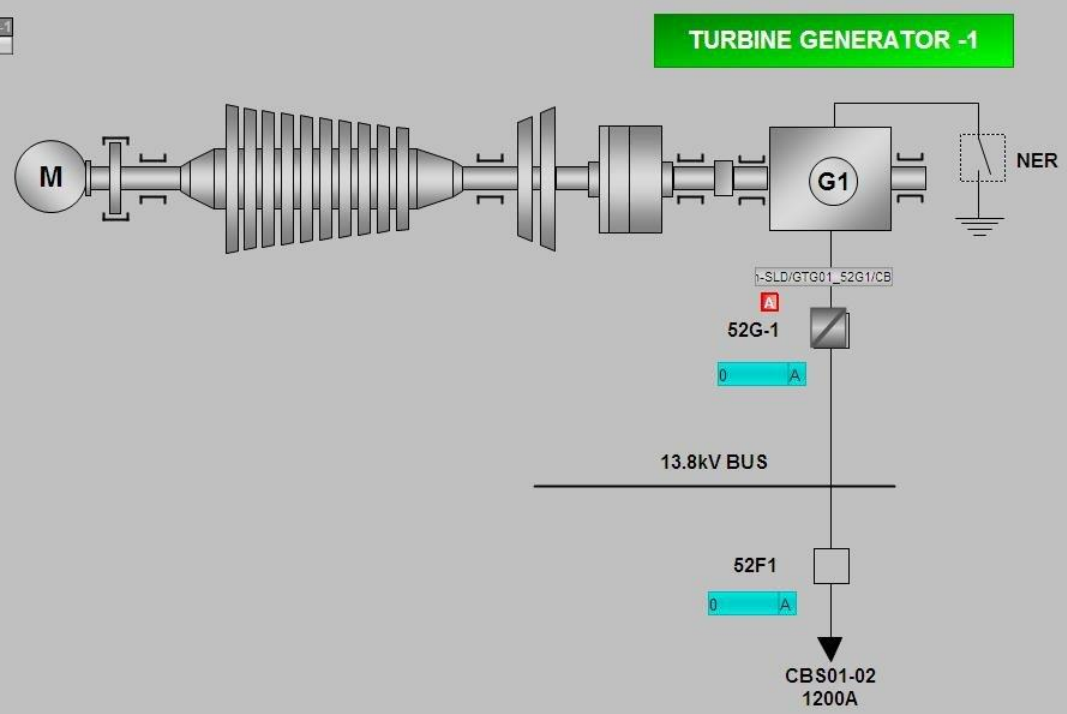 -1
TURBINE GENERATOR -1
M
G1
NER
-SLD/GTG01_52G1/CB
A
52G-1
0 A
13.8kV BUS
52F1
0 A
CBS01-02
1200A